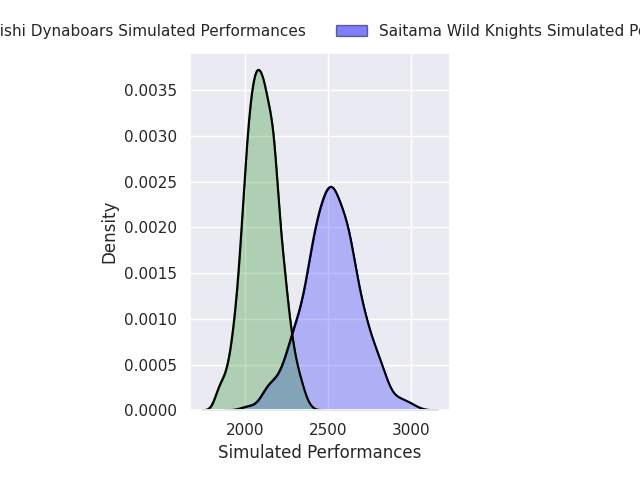 ishi Dynaboars Simulated Performances Saitama Wild Knights Simulated
0.0035
0.0030
0.0025
0.0020
0.0015
0.0010
0.0005
0.0000
Density
2000 2500 3000
Simulated Performances